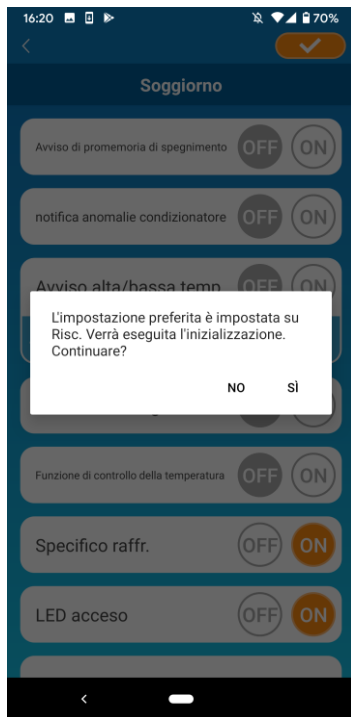 16:20 70%
Soggiorno
Avviso di promemoria di spegnimento OFF ON
notifica anomalie condizionatore OFF ON
Avviso alta/bassa temp. OFF ON
L'impostazione preferita è impostata su
Risc. Verrà eseguita l'inizializzazione.
Continuare?
NO SÌ
Funzione di controllo della temperatura OFF ON
Specifico raffr. OFF ON
LED acceso OFF ON